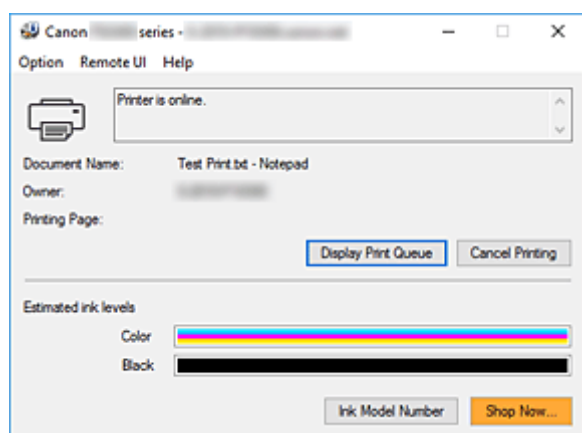 Canon series -
Option Remote UI Help
Printer is online.
Document Name: Test Print.txt - Notepad
Owner:
Printing Page:
Display Print Queue Cancel Printing
Estimated ink levels
Color
Black
Ink Model Number Shop Now...